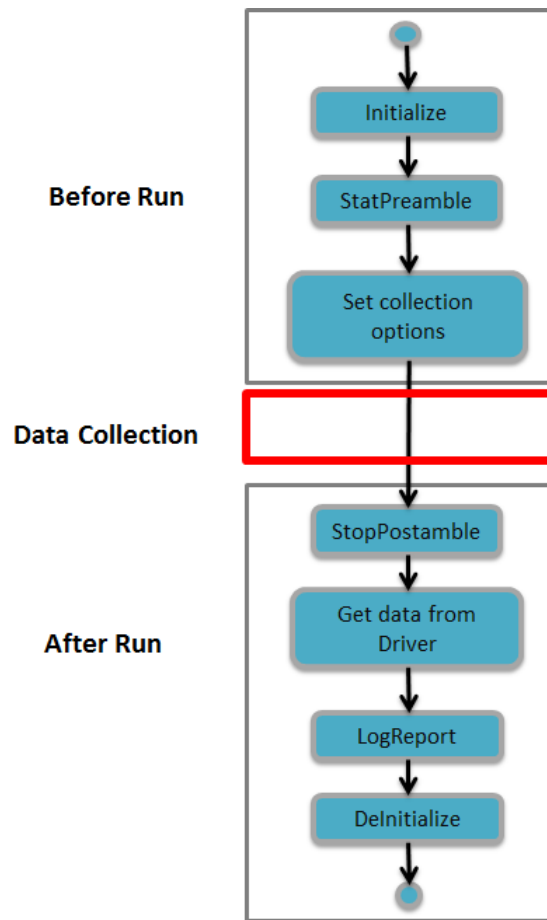 Initialize
Before Run
StatPreamble
Set collection
options
Data Collection
StopPostamble
After Run
Get data from
Driver
LogReport
DeInitialize